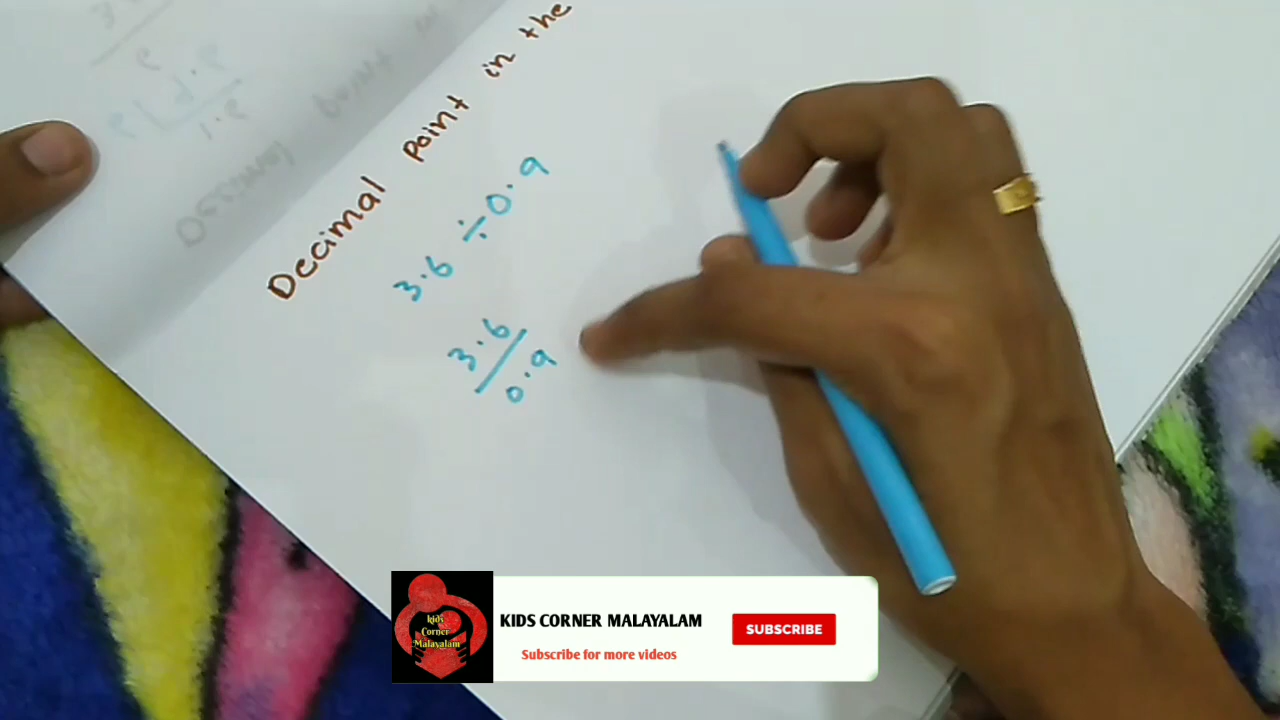 Decimal point in the
3.6 ÷ 0.9
3.6
0.9
kids
Corner
Malayalam
KIDS CORNER MALAYALAM
SUBSCRIBE
Subscribe for more videos